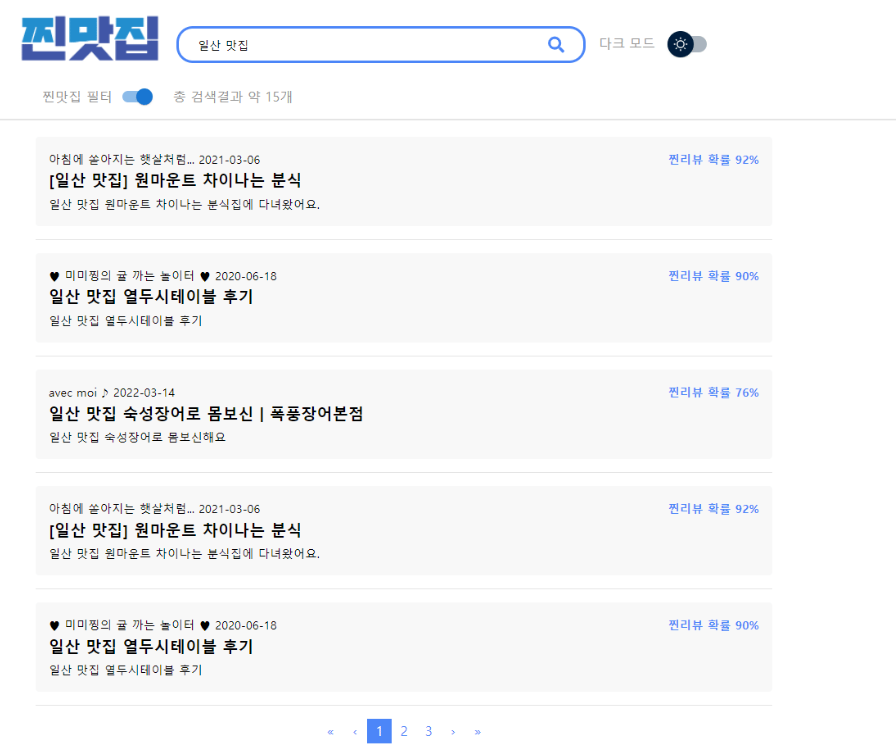 찐맛집
일산 맛집
다크 모드
찐맛집 필터
총 검색결과 약 15개
아침에 쏟아지는 햇살처럼... 2021-03-06
찐리뷰 확률 92%
[일산 맛집] 원마운트 차이나는 분식
일산 맛집 원마운트 차이나는 분식집에 다녀왔어요.
♥ 미미찡의 귤 까는 놀이터 ♥ 2020-06-18
찐리뷰 확률 90%
일산 맛집 열두시테이블 후기
일산 맛집 열두시테이블 후기
avec moi ♪ 2022-03-14
찐리뷰 확률 76%
일산 맛집 숙성장어로 몸보신 | 폭풍장어본점
일산 맛집 숙성장어로 몸보신해요
아침에 쏟아지는 햇살처럼... 2021-03-06
찐리뷰 확률 92%
[일산 맛집] 원마운트 차이나는 분식
일산 맛집 원마운트 차이나는 분식집에 다녀왔어요.
♥ 미미찡의 귤 까는 놀이터 ♥ 2020-06-18
찐리뷰 확률 90%
일산 맛집 열두시테이블 후기
일산 맛집 열두시테이블 후기
« ‹ 1 2 3 › »